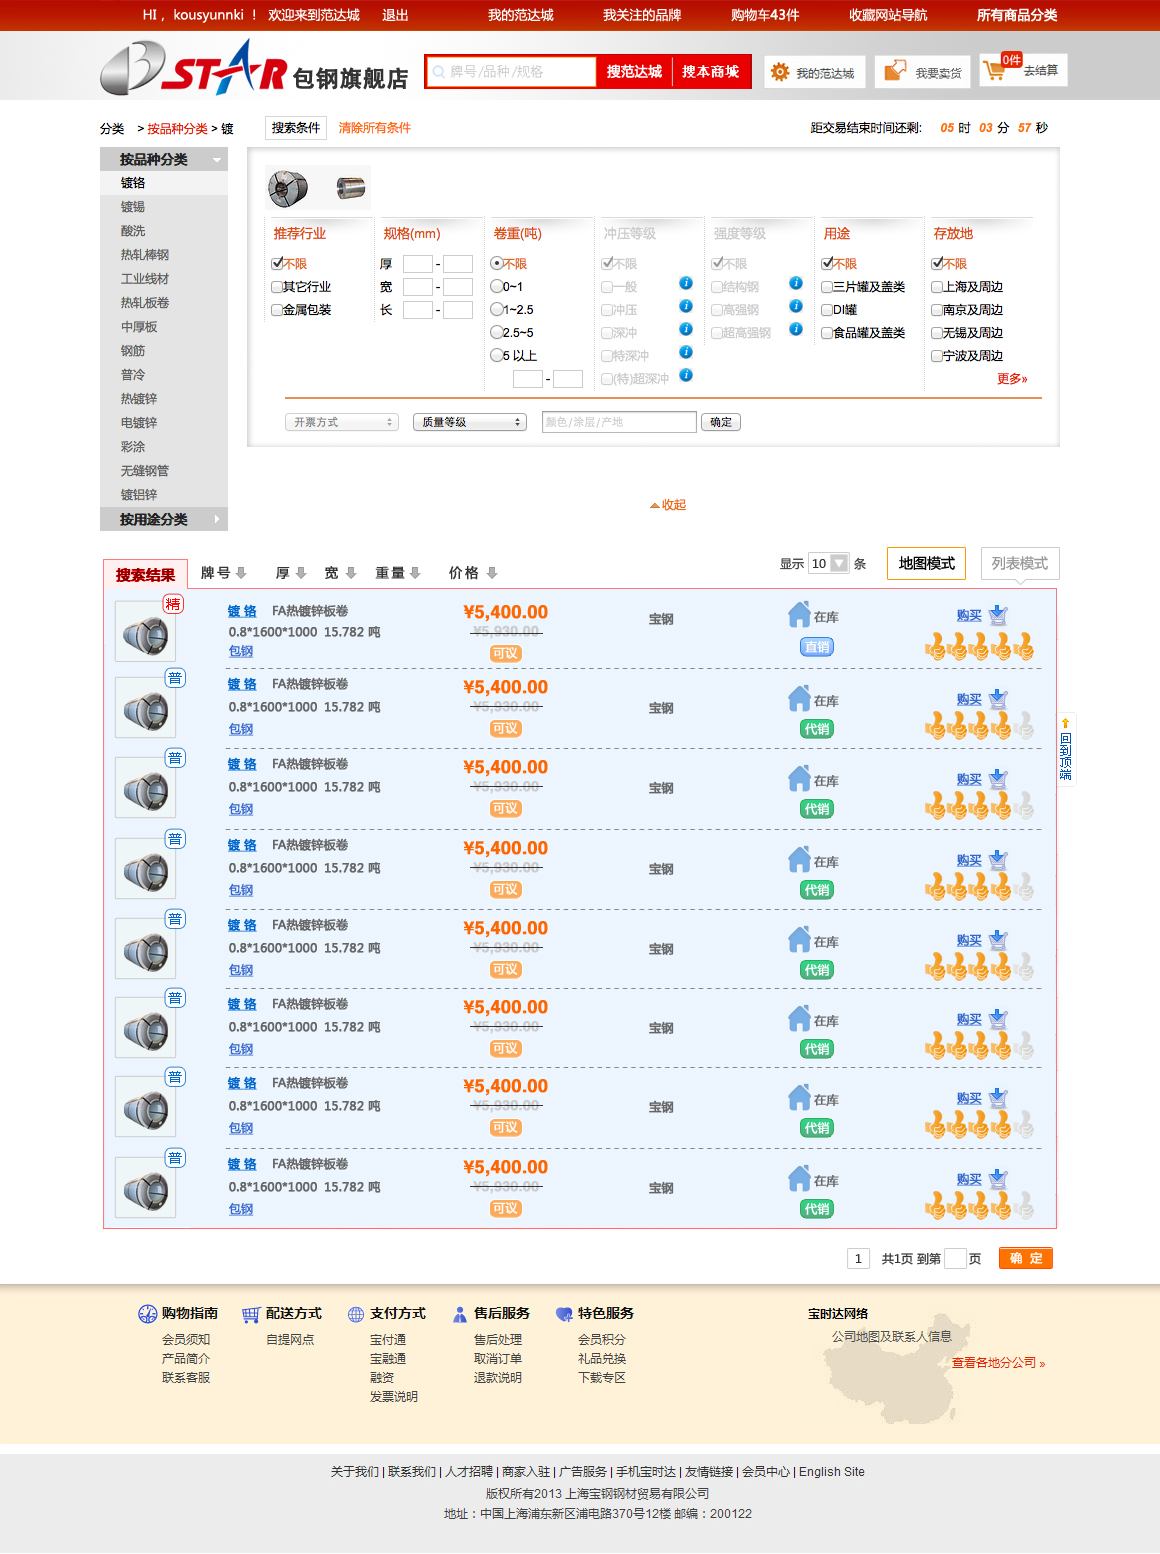 HI， kousyunnki ！ 欢迎来到范达城 退出 我的范达城 我关注的品牌 购物车43件 收藏网站导航 所有商品分类
STAR 包钢旗舰店 牌号/品种/规格 搜范达城 搜本商城 我的范达城 我要卖货 0件 去结算
分类 > 按品种分类 > 镀 搜索条件 清除所有条件 距交易结束时间还剩: 05 时 03 分 57 秒
按品种分类
镀铬
镀锡
酸洗
热轧棒钢
工业线材
热轧板卷
中厚板
钢筋
普冷
热镀锌
电镀锌
彩涂
无缝钢管
镀铝锌
按用途分类
推荐行业 规格(mm) 卷重(吨) 冲压等级 强度等级 用途 存放地
不限 厚 - 不限 不限 不限 不限 不限
其它行业 宽 - 0~1 一般 结构钢 三片罐及盖类 上海及周边
金属包装 长 - 1~2.5 冲压 高强钢 DI罐 南京及周边
2.5~5 深冲 超高强钢 食品罐及盖类 无锡及周边
5 以上 特深冲 宁波及周边
- (特)超深冲 更多»
开票方式 质量等级 颜色/涂层/产地 确定
收起
搜索结果 牌号 厚 宽 重量 价格 显示 10 条 地图模式 列表模式
精 镀 铬 FA热镀锌板卷 ¥5,400.00 宝钢 在库 购买
0.8*1600*1000 15.782 吨 ¥5,930.00
包钢 可议 直销
普 镀 铬 FA热镀锌板卷 ¥5,400.00 宝钢 在库 购买
0.8*1600*1000 15.782 吨 ¥5,930.00
包钢 可议 代销
回到顶端
普 镀 铬 FA热镀锌板卷 ¥5,400.00 宝钢 在库 购买
0.8*1600*1000 15.782 吨 ¥5,930.00
包钢 可议 代销
普 镀 铬 FA热镀锌板卷 ¥5,400.00 宝钢 在库 购买
0.8*1600*1000 15.782 吨 ¥5,930.00
包钢 可议 代销
普 镀 铬 FA热镀锌板卷 ¥5,400.00 宝钢 在库 购买
0.8*1600*1000 15.782 吨 ¥5,930.00
包钢 可议 代销
普 镀 铬 FA热镀锌板卷 ¥5,400.00 宝钢 在库 购买
0.8*1600*1000 15.782 吨 ¥5,930.00
包钢 可议 代销
普 镀 铬 FA热镀锌板卷 ¥5,400.00 宝钢 在库 购买
0.8*1600*1000 15.782 吨 ¥5,930.00
包钢 可议 代销
普 镀 铬 FA热镀锌板卷 ¥5,400.00 宝钢 在库 购买
0.8*1600*1000 15.782 吨 ¥5,930.00
包钢 可议 代销
1 共1页 到第 页 确 定
购物指南 配送方式 支付方式 售后服务 特色服务 宝时达网络
会员须知 自提网点 宝付通 售后处理 会员积分 公司地图及联系人信息
产品简介 宝融通 取消订单 礼品兑换 查看各地分公司 »
联系客服 融资 退款说明 下载专区
发票说明
关于我们 | 联系我们 | 人才招聘 | 商家入驻 | 广告服务 | 手机宝时达 | 友情链接 | 会员中心 | English Site
版权所有2013 上海宝钢钢材贸易有限公司
地址：中国上海浦东新区浦电路370号12楼 邮编：200122